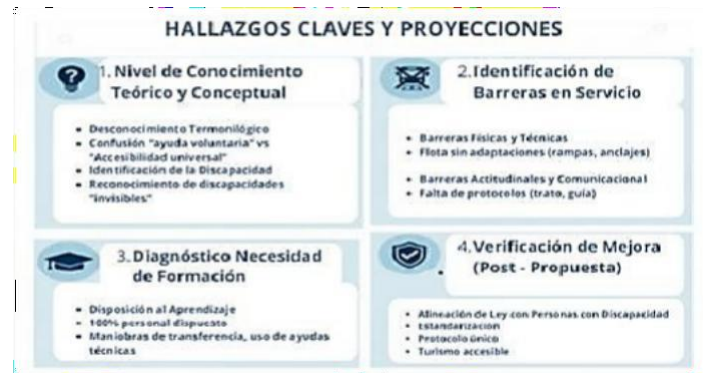 HALLAZGOS CLAVES Y PROYECCIONES
1. Nivel de Conocimiento
Teórico y Conceptual
• Desconocimiento Termonilógico
• Confusión "ayuda voluntaria" vs
"Accesibilidad universal"
• Identificación de la Discapacidad
• Reconocimiento de discapacidades
"invisibles"
2. Identificación de
Barreras en Servicio
• Barreras Físicas y Técnicas
• Flota sin adaptaciones (rampas, anclajes)
• Barreras Actitudinales y Comunicacional
• Falta de protocolos (trato, guía)
3. Diagnóstico Necesidad
de Formación
• Disposición al Aprendizaje
• 100% personal dispuesto
• Maniobras de transferencia, uso de ayudas
técnicas
4. Verificación de Mejora
(Post - Propuesta)
• Alineación de Ley con Personas con Discapacidad
• Estandarización
• Protocolo único
• Turismo accesible